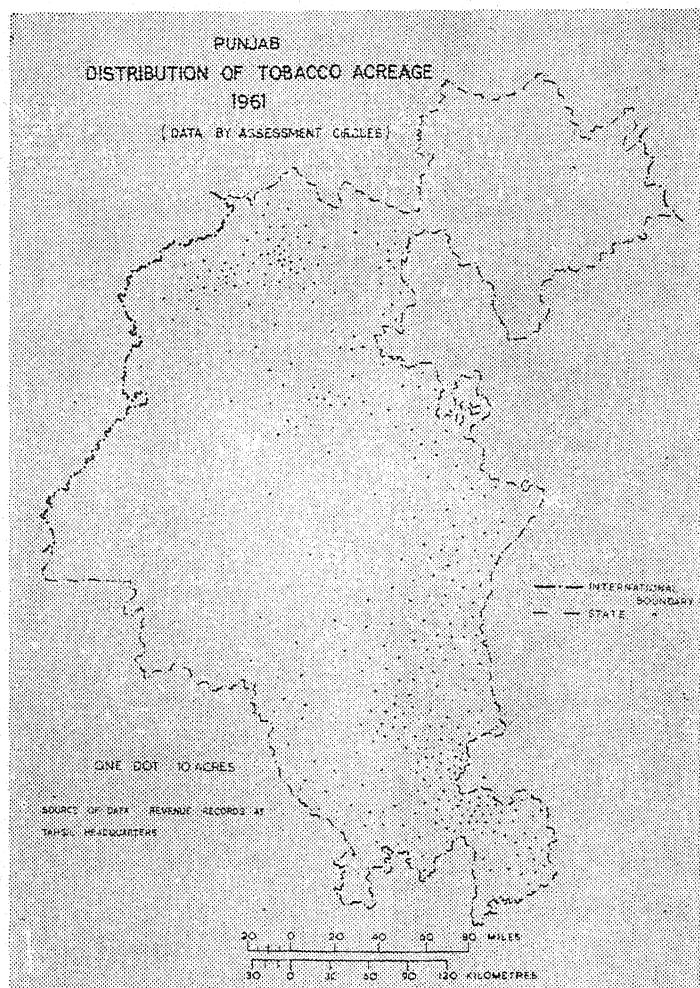 PUNJAB
DISTRIBUTION OF TOBACCO ACREAGE
1961
(DATA BY ASSESSMENT CIRCLES)
INTERNATIONAL
BOUNDARY
STATE "
ONE DOT 10 ACRES
SOURCE OF DATA REVENUE RECORDS AT
TAHSIL HEADQUARTERS
20 0 20 40 60 80 MILES
30 0 30 60 90 120 KILOMETRES